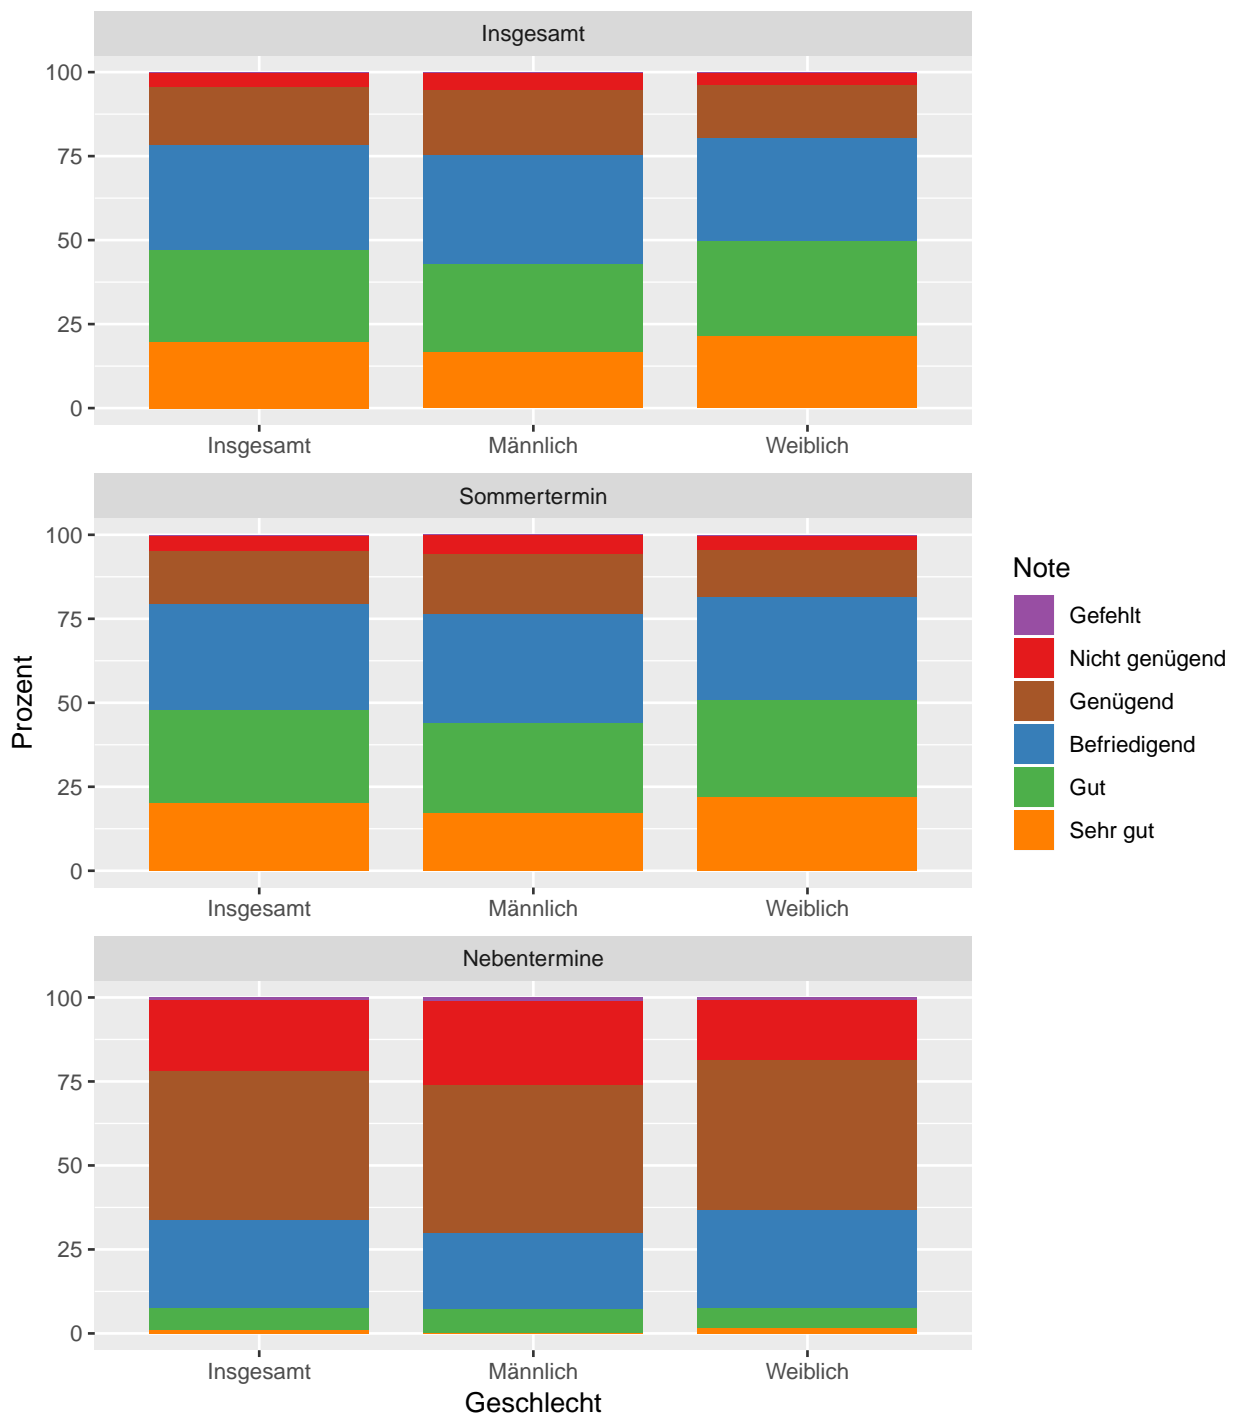 Insgesamt
100
75
50
25
0
Insgesamt Männlich Weiblich
Sommertermin
100
75
50
25
0
Insgesamt Männlich Weiblich
Nebentermine
100
75
50
25
0
Insgesamt Männlich Weiblich
Geschlecht
Prozent
Note
Gefehlt
Nicht genügend
Genügend
Befriedigend
Gut
Sehr gut